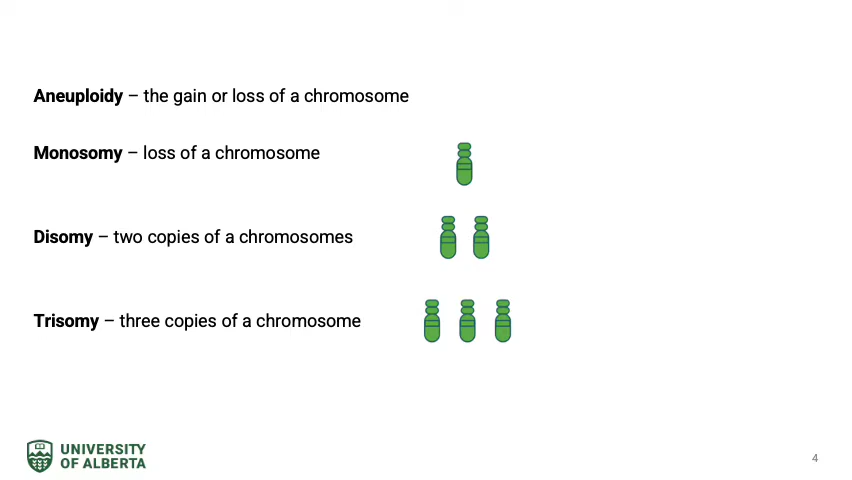 Aneuploidy – the gain or loss of a chromosome
Monosomy – loss of a chromosome
Disomy – two copies of a chromosomes
Trisomy – three copies of a chromosome
UNIVERSITY
OF ALBERTA
4